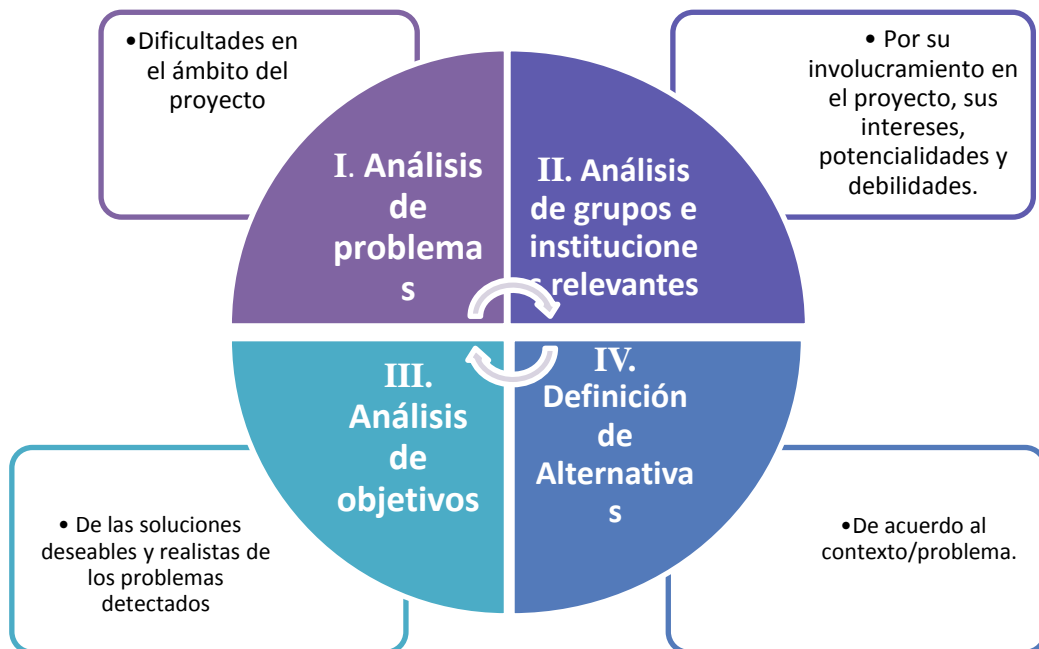 •Dificultades en
el ámbito del
proyecto
• Por su
involucramiento en
el proyecto, sus
intereses,
potencialidades y
debilidades.
I. Análisis
de
problema
s
II. Análisis
de grupos e
institucione
s relevantes
III.
Análisis
de
objetivos
IV.
Definición
de
Alternativa
s
• De las soluciones
deseables y realistas de
los problemas
detectados
•De acuerdo al
contexto/problema.